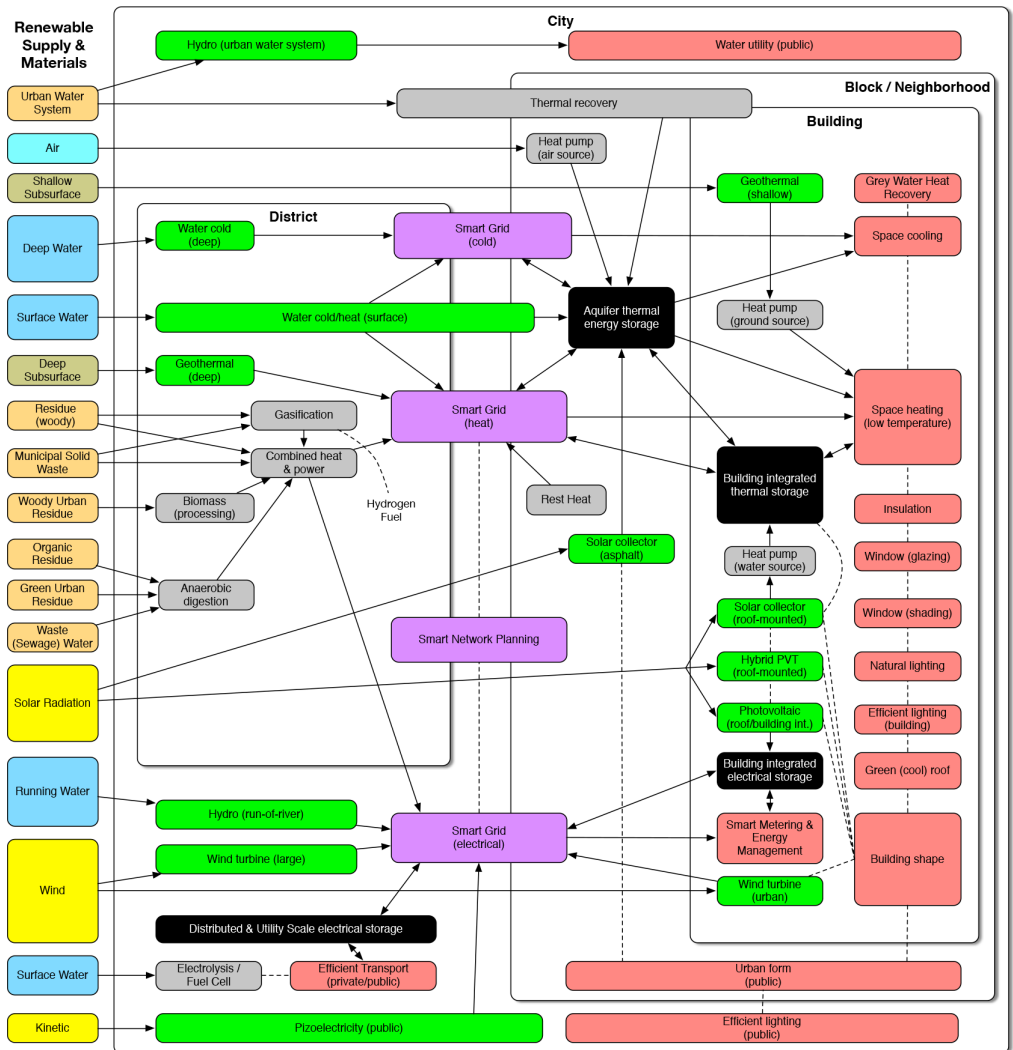 Renewable
Supply &
Materials
City
Hydro (urban water system)
Water utility (public)
Block / Neighborhood
Urban Water
System
Thermal recovery
Building
Air
Heat pump
(air source)
Shallow
Subsurface
Geothermal
(shallow)
Grey Water Heat
Recovery
District
Deep Water
Water cold
(deep)
Smart Grid
(cold)
Space cooling
Surface Water
Water cold/heat (surface)
Aquifer thermal
energy storage
Heat pump
(ground source)
Deep
Subsurface
Geothermal
(deep)
Smart Grid
(heat)
Space heating
(low temperature)
Residue
(woody)
Gasification
Municipal Solid
Waste
Combined heat
& power
Building integrated
thermal storage
Woody Urban
Residue
Biomass
(processing)
Hydrogen
Fuel
Rest Heat
Insulation
Organic
Residue
Solar collector
(asphalt)
Heat pump
(water source)
Window (glazing)
Green Urban
Residue
Anaerobic
digestion
Solar collector
(roof-mounted)
Window (shading)
Waste
(Sewage) Water
Smart Network Planning
Solar Radiation
Hybrid PVT
(roof-mounted)
Natural lighting
Photovoltaic
(roof/building int.)
Efficient lighting
(building)
Building integrated
electrical storage
Green (cool) roof
Running Water
Hydro (run-of-river)
Smart Grid
(electrical)
Smart Metering &
Energy
Management
Building shape
Wind turbine (large)
Wind
Wind turbine
(urban)
Distributed & Utility Scale electrical storage
Surface Water
Electrolysis /
Fuel Cell
Efficient Transport
(private/public)
Urban form
(public)
Kinetic
Pizoelectricity (public)
Efficient lighting
(public)